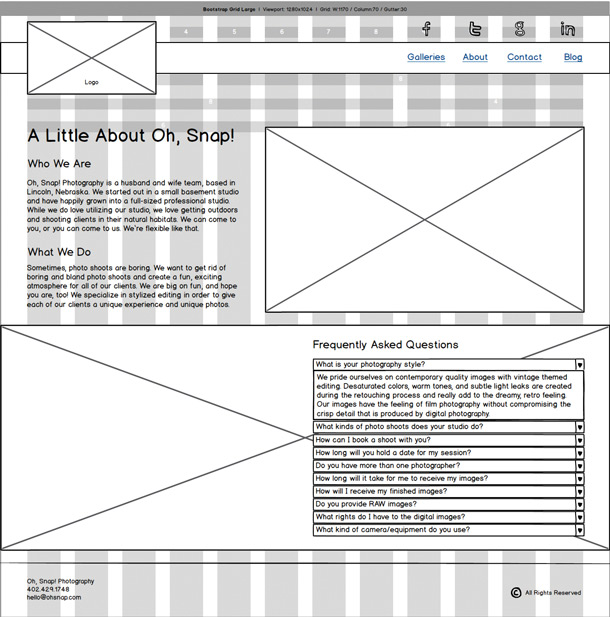 Bootstrap Grid Large | Viewport: 1280x1024 | Grid: W:1170 / Column:70 / Gutter:30
4 5 6 7 8
f t g in
Logo
Galleries About Contact Blog
8
8
4
A Little About Oh, Snap!
Who We Are
Oh, Snap! Photography is a husband and wife team, based in
Lincoln, Nebraska. We started out in a small basement studio
and have happily grown into a full-sized professional studio.
While we do love utilizing our studio, we love getting outdoors
and shooting clients in their natural habitats. We can come to
you, or you can come to us. We're flexible like that.
What We Do
Sometimes, photo shoots are boring. We want to get rid of
boring and bland photo shoots and create a fun, exciting
atmosphere for all of our clients. We are big on fun, and hope
you are, too! We specialize in stylized editing in order to give
each of our clients a unique experience and unique photos.
Frequently Asked Questions
What is your photography style?
We pride ourselves on contemporary quality images with vintage themed
editing. Desaturated colors, warm tones, and subtle light leaks are created
during the retouching process and really add to the dreamy, retro feeling.
Our images have the feeling of film photography without compromising the
crisp detail that is produced by digital photography.
What kinds of photo shoots does your studio do?
How can I book a shoot with you?
How long will you hold a date for my session?
Do you have more than one photographer?
How long will it take for me to receive my images?
How will I receive my finished images?
Do you provide RAW images?
What rights do I have to the digital images?
What kind of camera/equipment do you use?
Oh, Snap! Photography
402.429.1748
hello@ohsnap.com
© All Rights Reserved